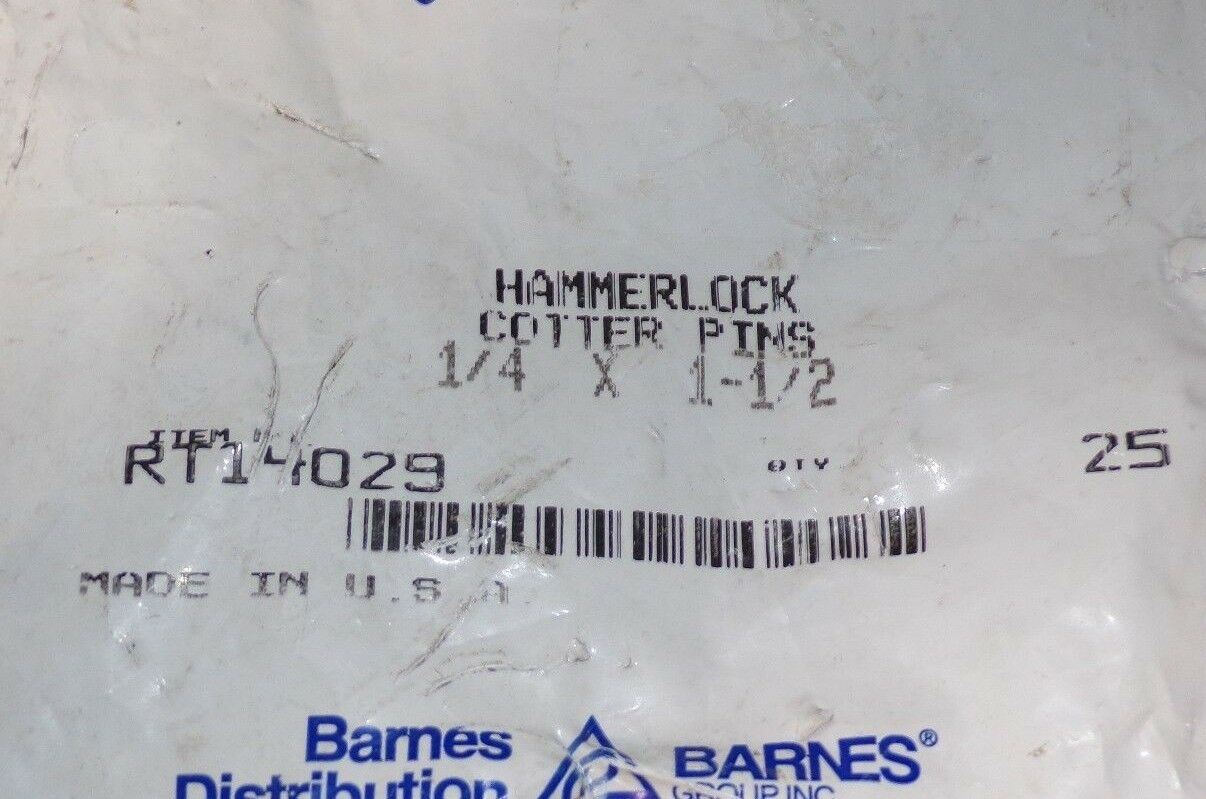 HAMMERLOCK
COTTER PINS
1/4 X 1-1/2
ITEM
RT14029 QTY 25
MADE IN U.S.A.
Barnes
Distribution
BARNES®
GROUP INC.